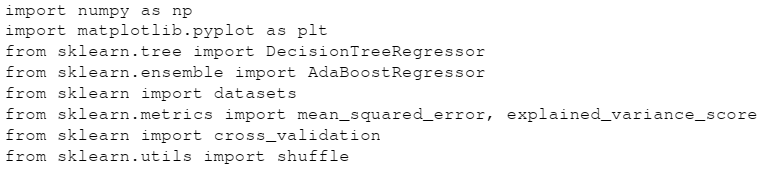 import numpy as np
import matplotlib.pyplot as plt
from sklearn.tree import DecisionTreeRegressor
from sklearn.ensemble import AdaBoostRegressor
from sklearn import datasets
from sklearn.metrics import mean_squared_error, explained_variance_score
from sklearn import cross_validation
from sklearn.utils import shuffle